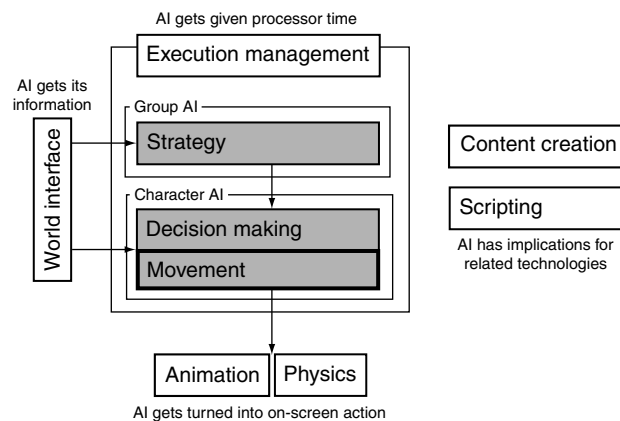 AI gets given processor time
Execution management
AI gets its
information
Group AI
Strategy
World interface
Character AI
Decision making
Movement
Animation
Physics
AI gets turned into on-screen action
Content creation
Scripting
AI has implications for
related technologies